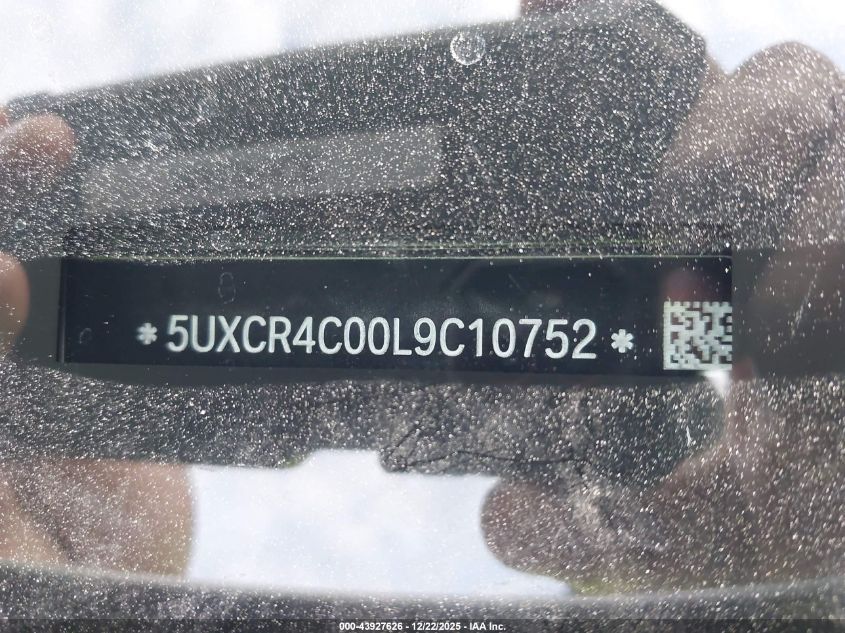 * 5UXCR4C00L9C10752 *
000-43927626 - 12/22/2025 - IAA Inc.